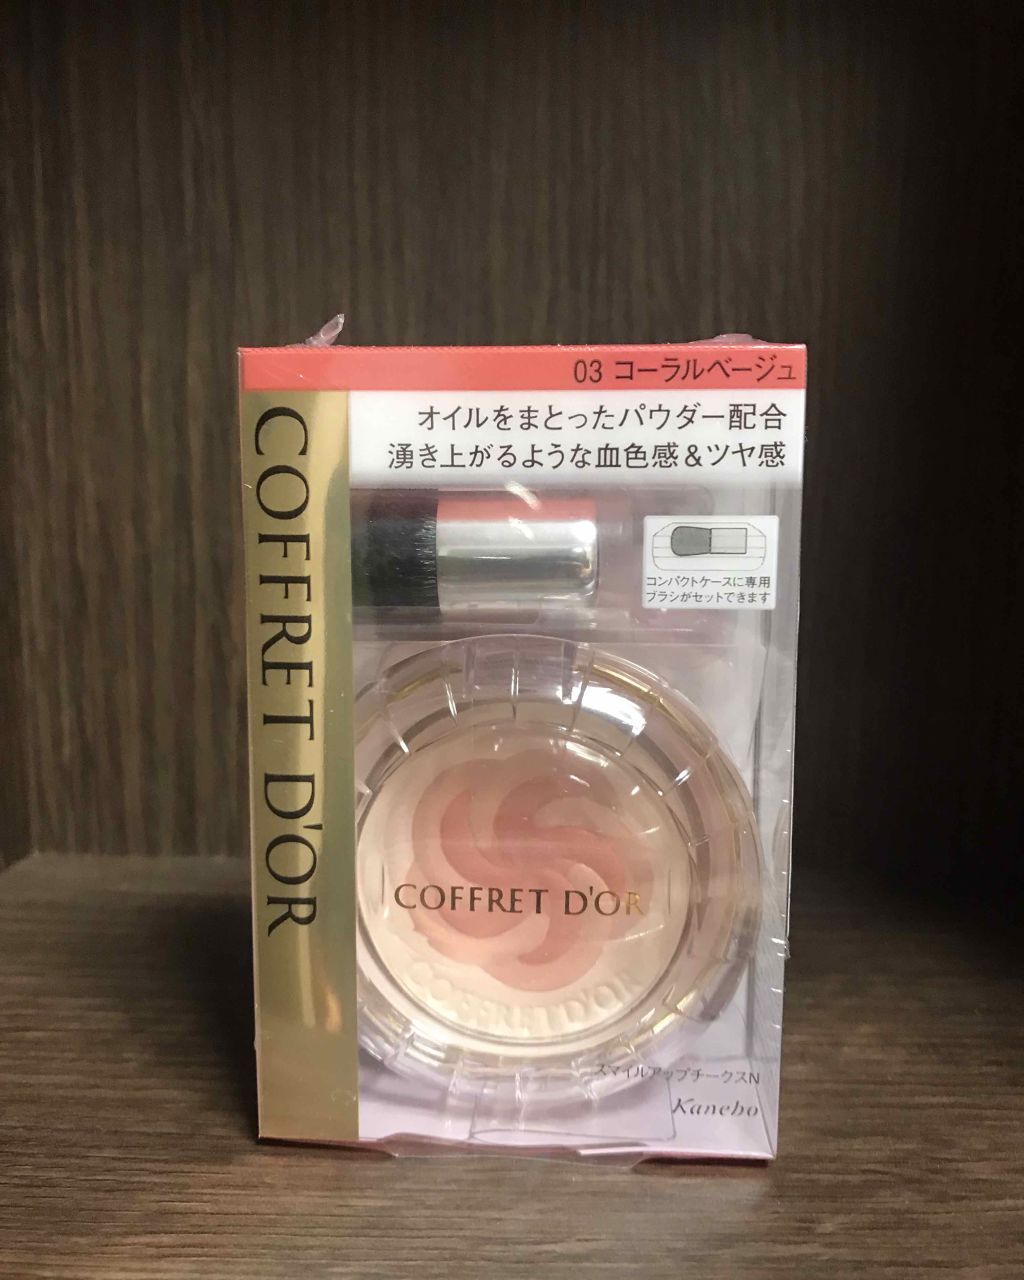 03 コーラルベージュ
オイルをまとったパウダー配合
湧き上がるような血色感&ツヤ感
COFFRET D'OR
コンパクトケースに専用
ブラシがセットできます
COFFRET D'OR
COFFRET D'OR
スマイルアップチークスN
Kanebo